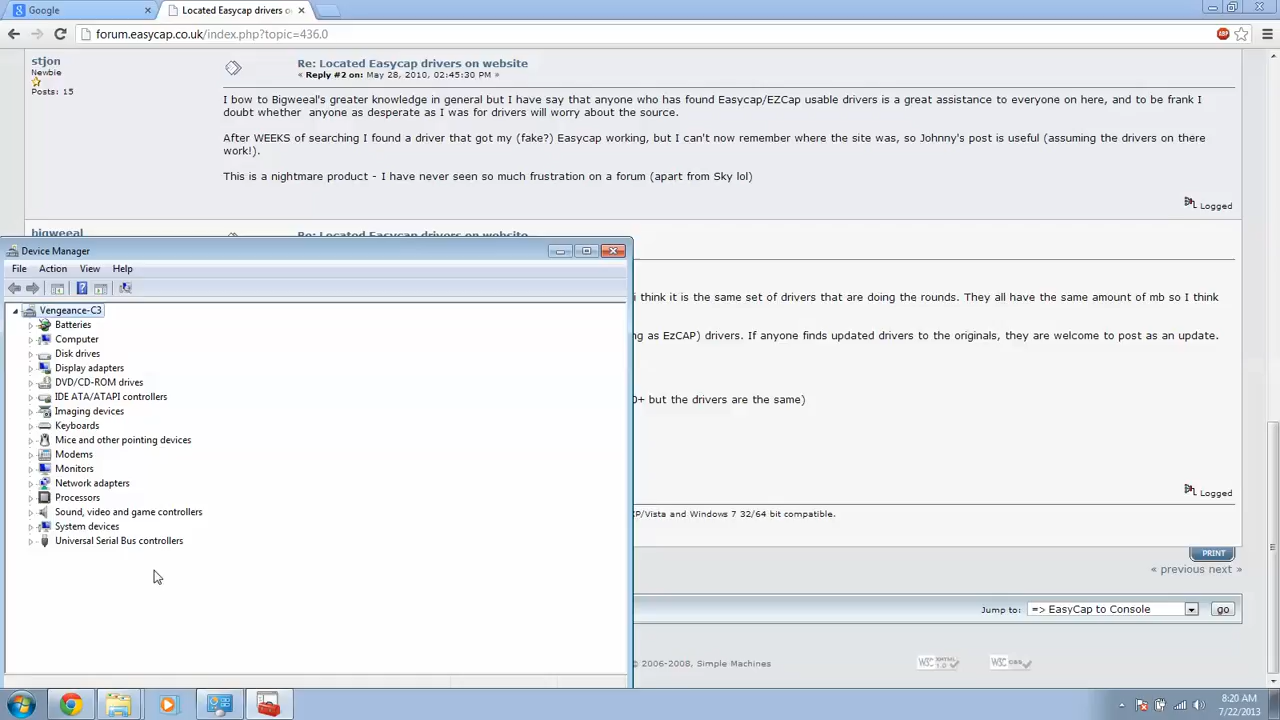 Google
Located Easycap drivers o
forum.easycap.co.uk/index.php?topic=436.0
ABP
stjon
Newbie
Posts: 15
Re: Located Easycap drivers on website
« Reply #2 on: May 28, 2010, 02:45:30 PM »
I bow to Bigweeal's greater knowledge in general but I have say that anyone who has found Easycap/EZCap usable drivers is a great assistance to everyone on here, and to be frank I
doubt whether anyone as desperate as I was for drivers will worry about the source.
After WEEKS of searching I found a driver that got my (fake?) Easycap working, but I can't now remember where the site was, so Johnny's post is useful (assuming the drivers on there
work!).
This is a nightmare product - I have never seen so much frustration on a forum (apart from Sky lol)
Logged
bigweeal
Re: Located Easycap drivers on website
Device Manager
File Action View Help
Vengeance-C3
Batteries
Computer
Disk drives
Display adapters
DVD/CD-ROM drives
IDE ATA/ATAPI controllers
Imaging devices
Keyboards
Mice and other pointing devices
Modems
Monitors
Network adapters
Processors
Sound, video and game controllers
System devices
Universal Serial Bus controllers
i think it is the same set of drivers that are doing the rounds. They all have the same amount of mb so I think
ng as EzCAP) drivers. If anyone finds updated drivers to the originals, they are welcome to post as an update.
0+ but the drivers are the same)
Logged
XP/Vista and Windows 7 32/64 bit compatible.
PRINT
« previous next »
Jump to: => EasyCap to Console go
© 2006-2008, Simple Machines
8:20 AM
7/22/2013